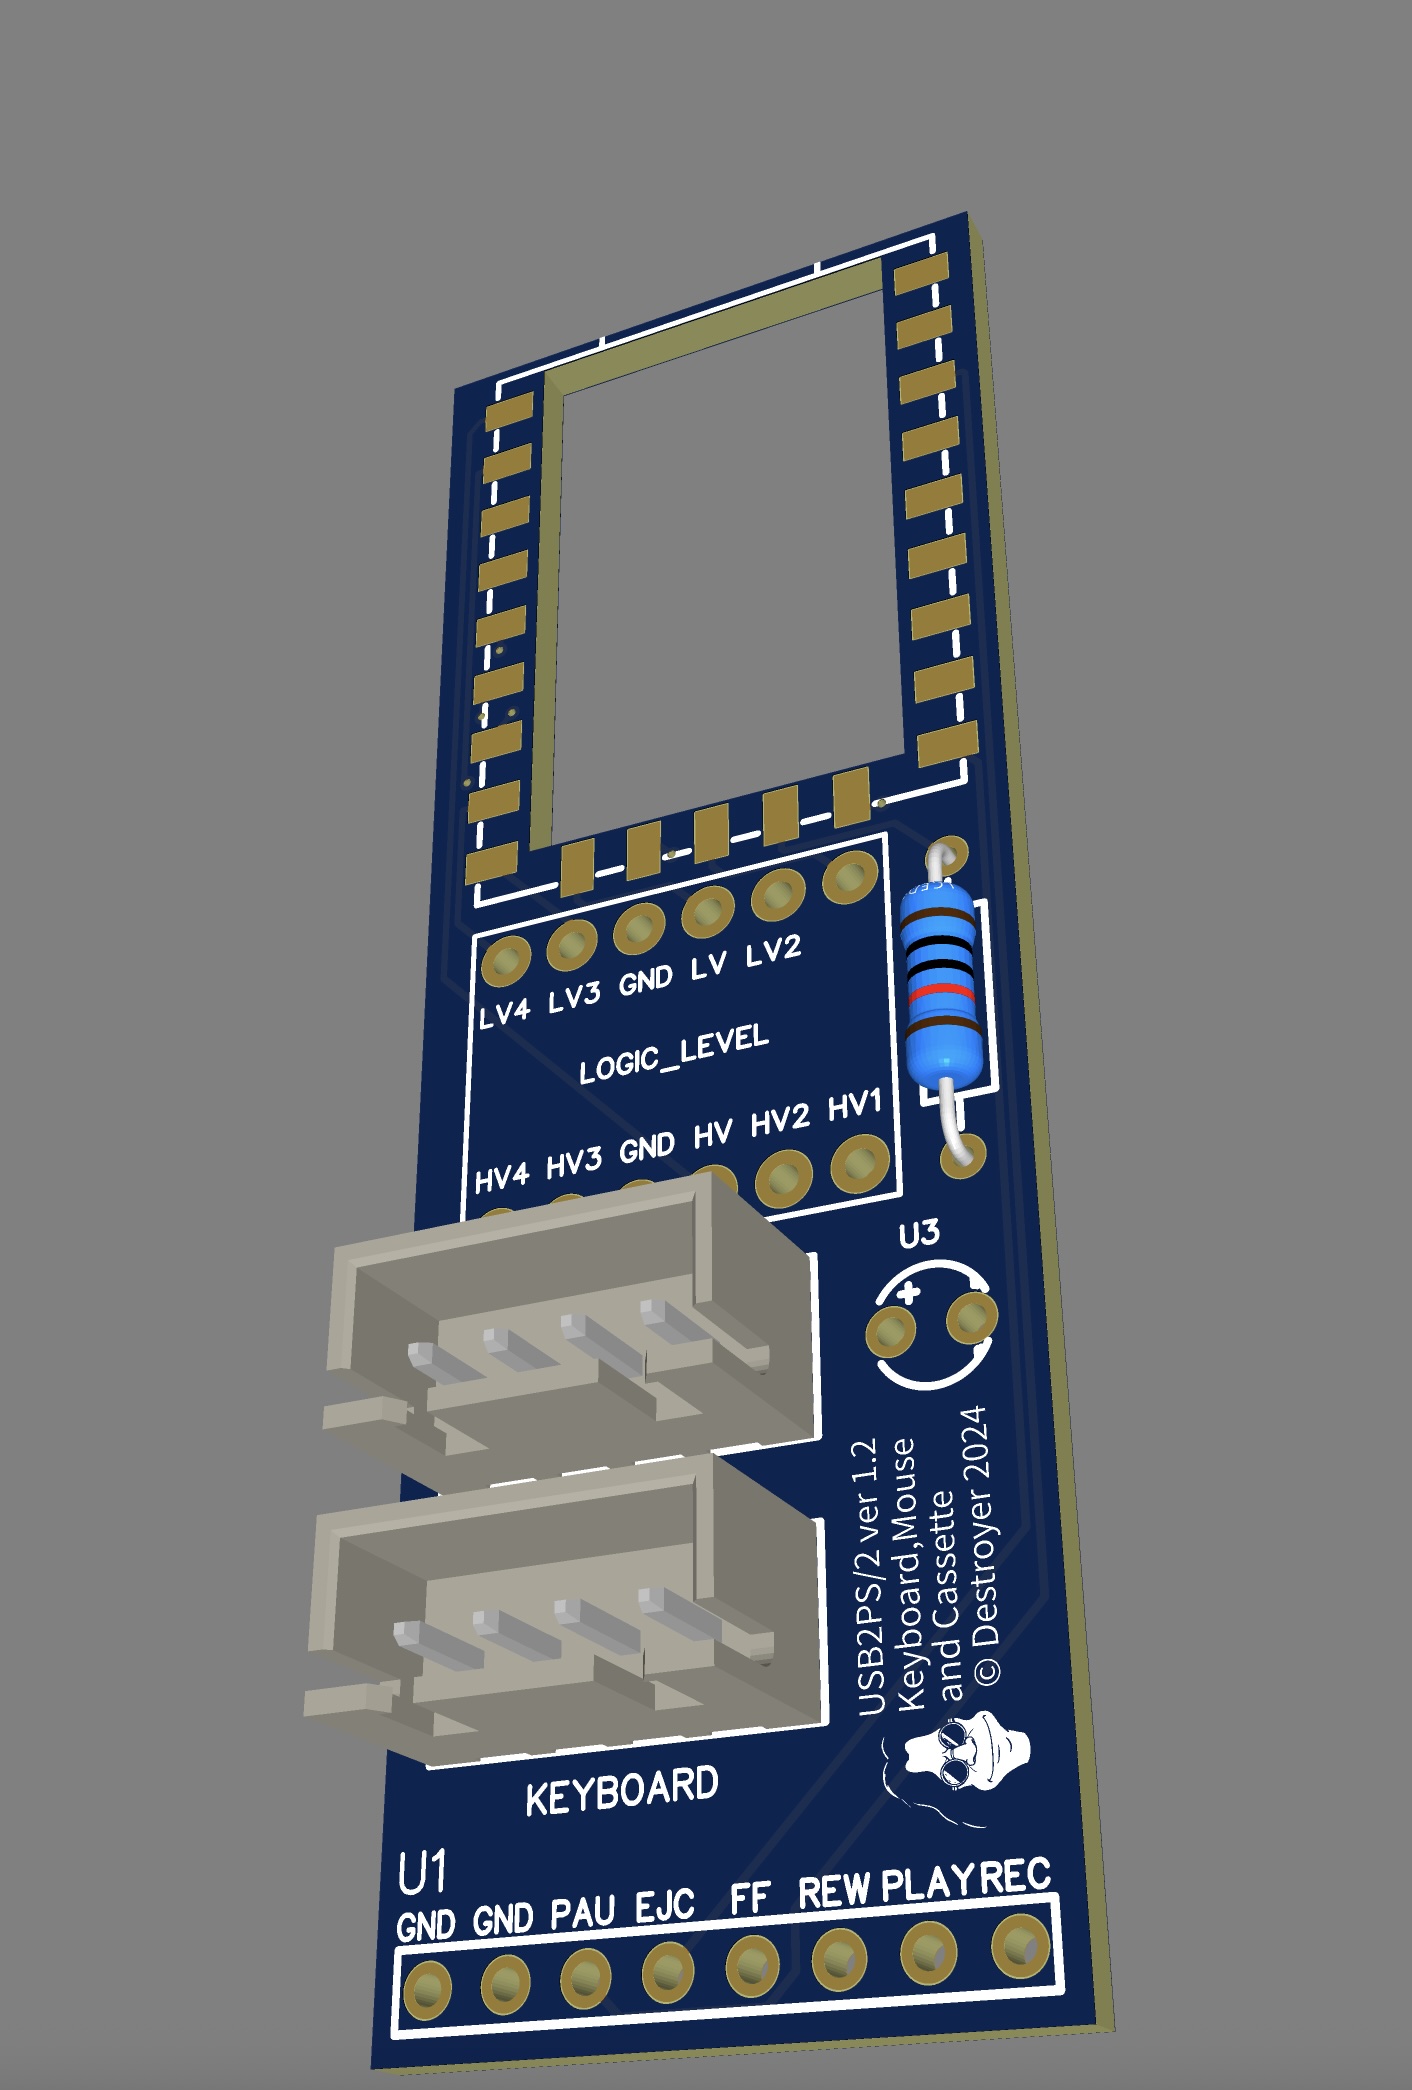 LV4 LV3 GND LV LV2
LOGIC_LEVEL
HV4 HV3 GND HV HV2 HV1
U3
USB2PS/2 ver 1.2
Keyboard,Mouse
and Cassette
© Destroyer 2024
KEYBOARD
U1
GND GND PAU EJC FF REW PLAY REC